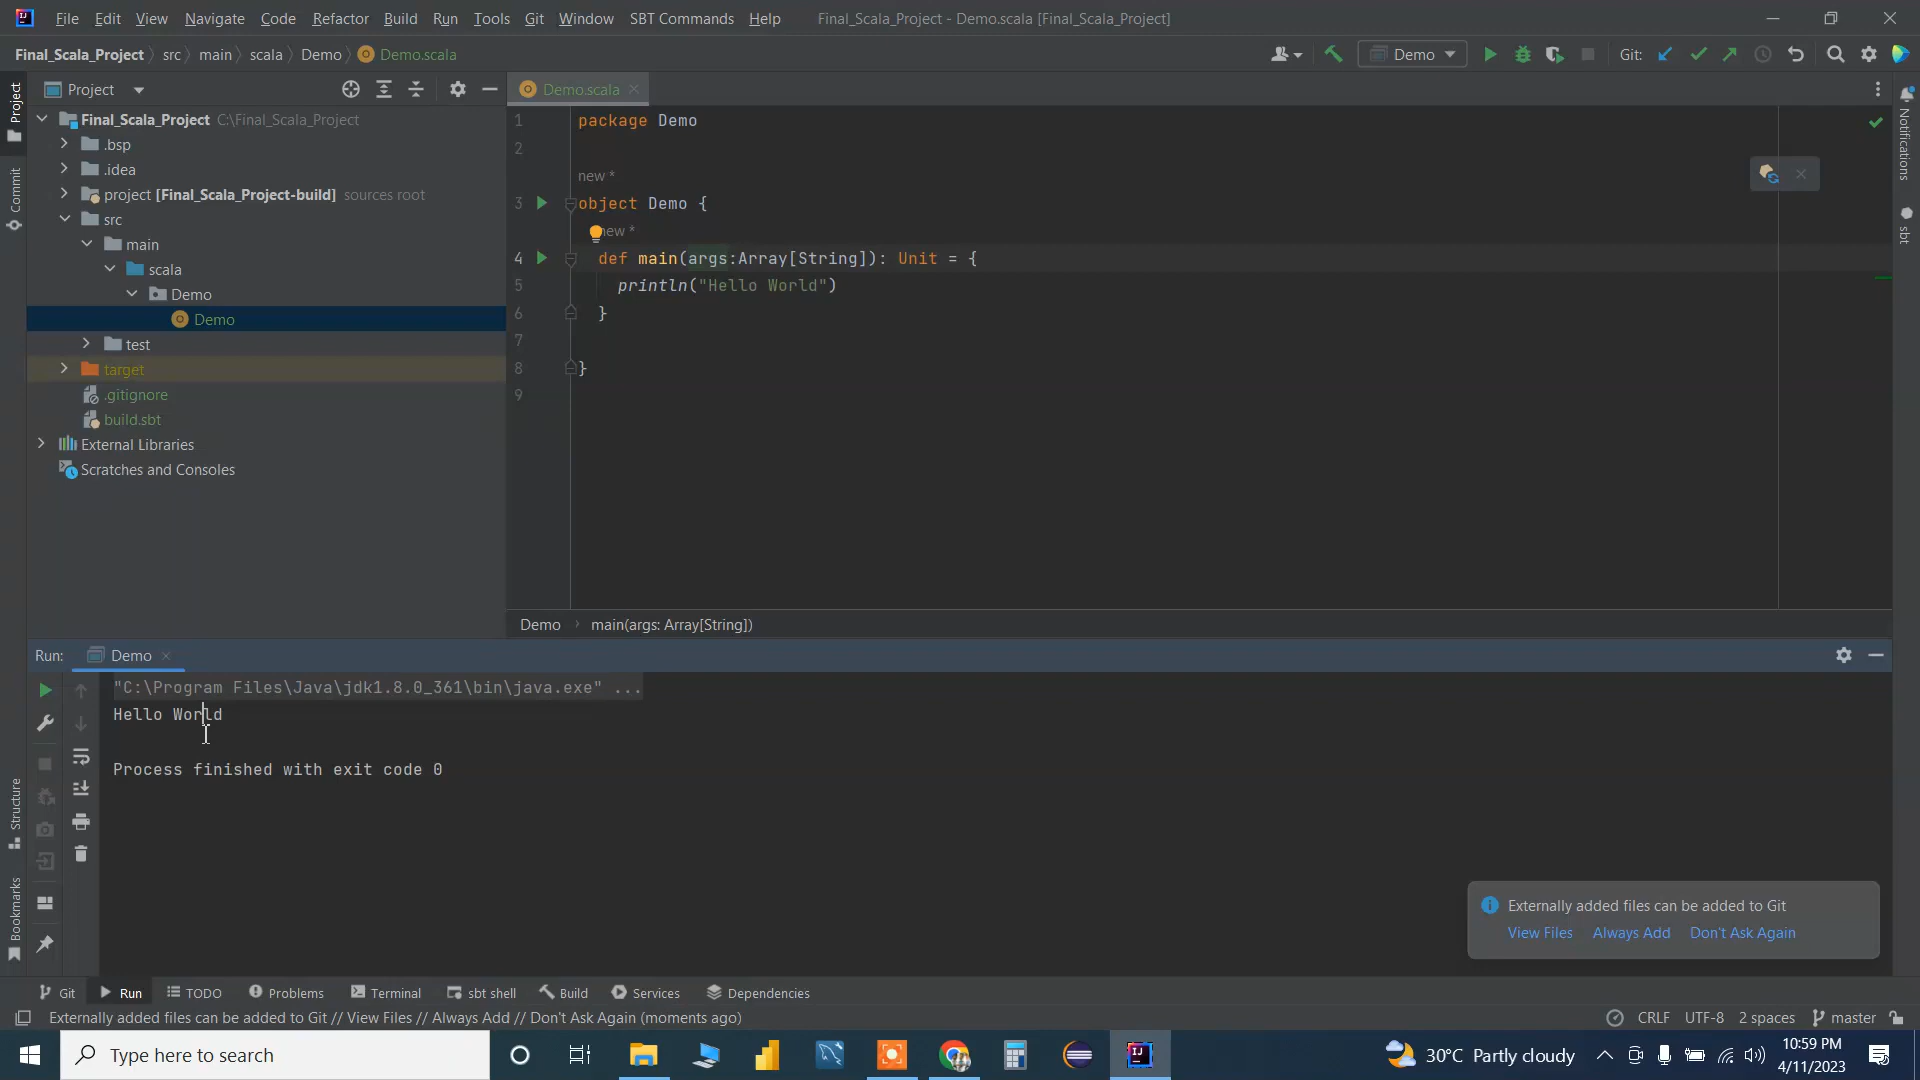 File Edit View Navigate Code Refactor Build Run Tools Git Window SBT Commands Help Final_Scala_Project - Demo.scala [Final_Scala_Project]
Final_Scala_Project src main scala Demo Demo.scala Demo Git:
Project
Demo.scala
Project
Commit
Structure
Bookmarks
Notifications
sbt
Final_Scala_Project C:\Final_Scala_Project
.bsp
.idea
project [Final_Scala_Project-build] sources root
src
main
scala
Demo
Demo
test
target
.gitignore
build.sbt
External Libraries
Scratches and Consoles
1 package Demo
2
new *
3 object Demo {
new *
4 def main(args:Array[String]): Unit = {
5 println("Hello World")
6 }
7
8 }
9
Demo main(args: Array[String])
Run: Demo
"C:\Program Files\Java\jdk1.8.0_361\bin\java.exe" ...
Hello World
Process finished with exit code 0
Externally added files can be added to Git
View Files Always Add Don't Ask Again
Git Run TODO Problems Terminal sbt shell Build Services Dependencies
Externally added files can be added to Git // View Files // Always Add // Don't Ask Again (moments ago) CRLF UTF-8 2 spaces master
Type here to search 30°C Partly cloudy 10:59 PM
4/11/2023